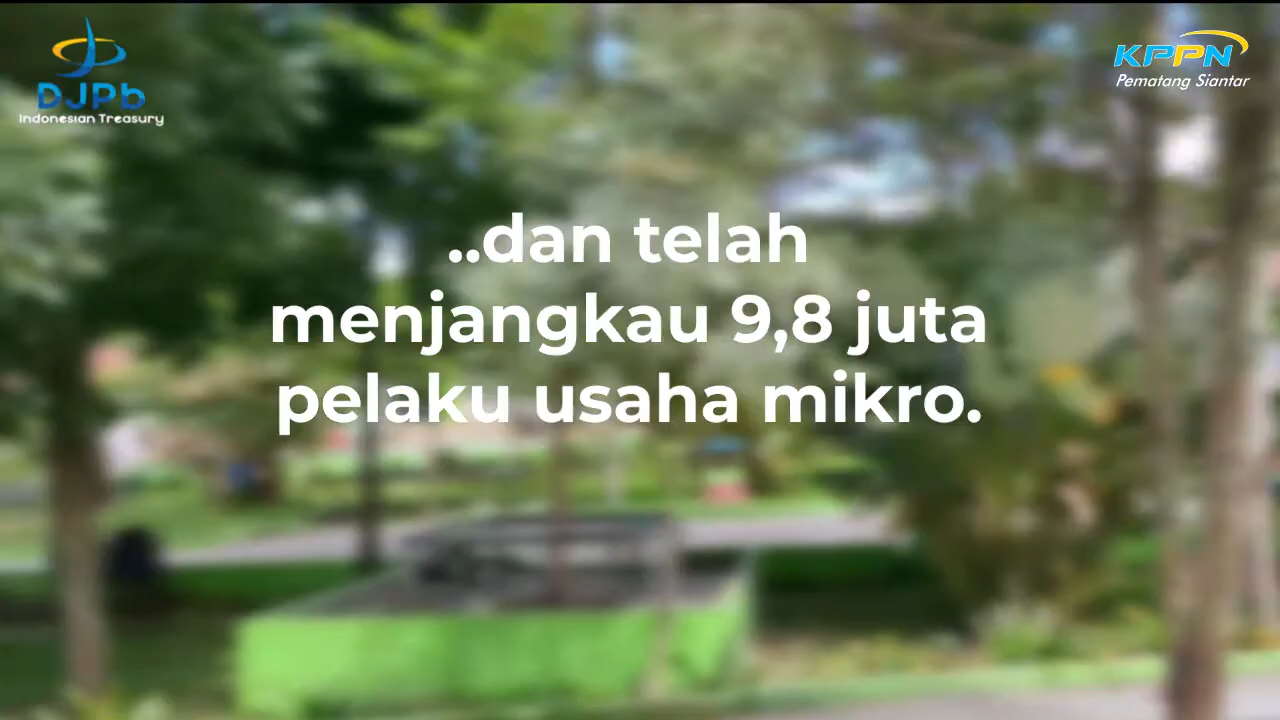 DJPb
Indonesian Treasury
KPPN
Pematang Siantar
..dan telah
menjangkau 9,8 juta
pelaku usaha mikro.